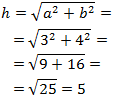 h = √(a² + b²) =
= √(3² + 4²) =
= √(9 + 16) =
= √25 = 5